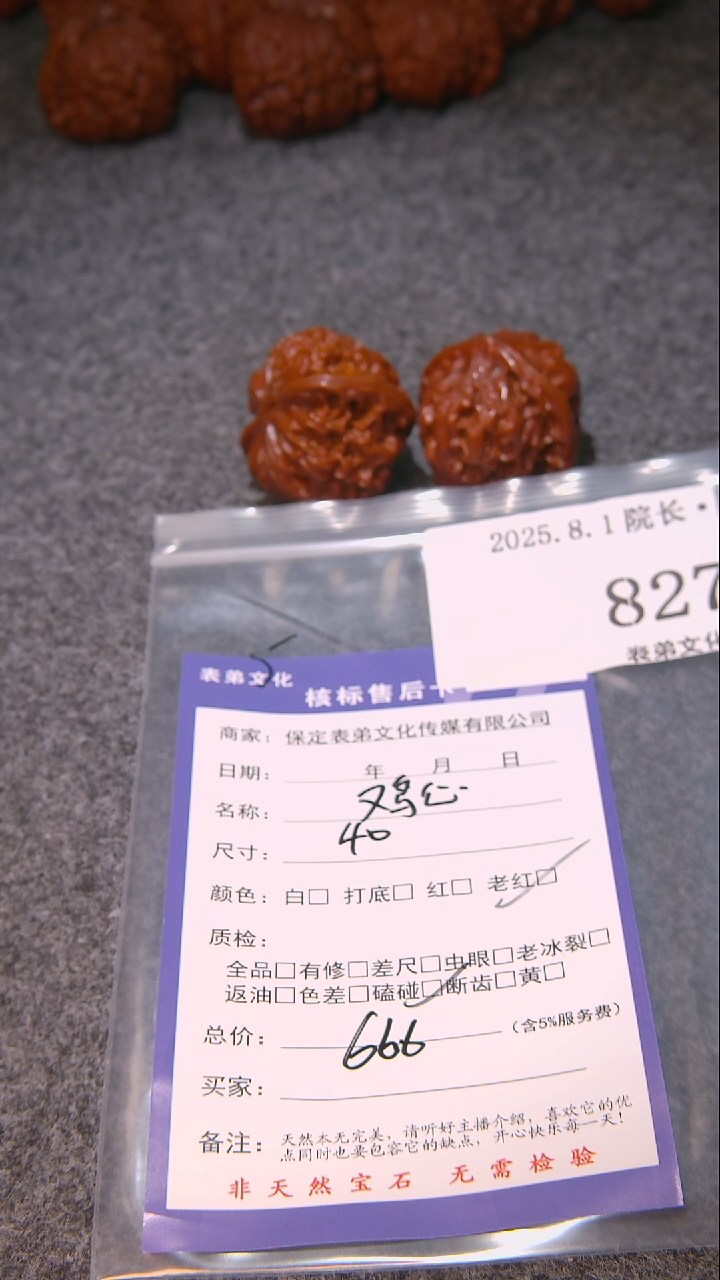 2025.8.1 院长·
827
表弟文化
表弟文化
核标售后卡
商家：保定表弟文化传媒有限公司
日期： 年 月 日
名称： 鸡心
尺寸： 40
颜色：白□ 打底□ 红□ 老红□
质检：
全品□有修□差尺□虫眼□老冰裂□
返油□色差□磕碰□断齿□黄□
总价： 666 （含5%服务费）
买家：
备注：天然本无完美，请听好主播介绍，喜欢它的优
点同时也要包容它的缺点，开心快乐每一天！
非天然宝石 无需检验